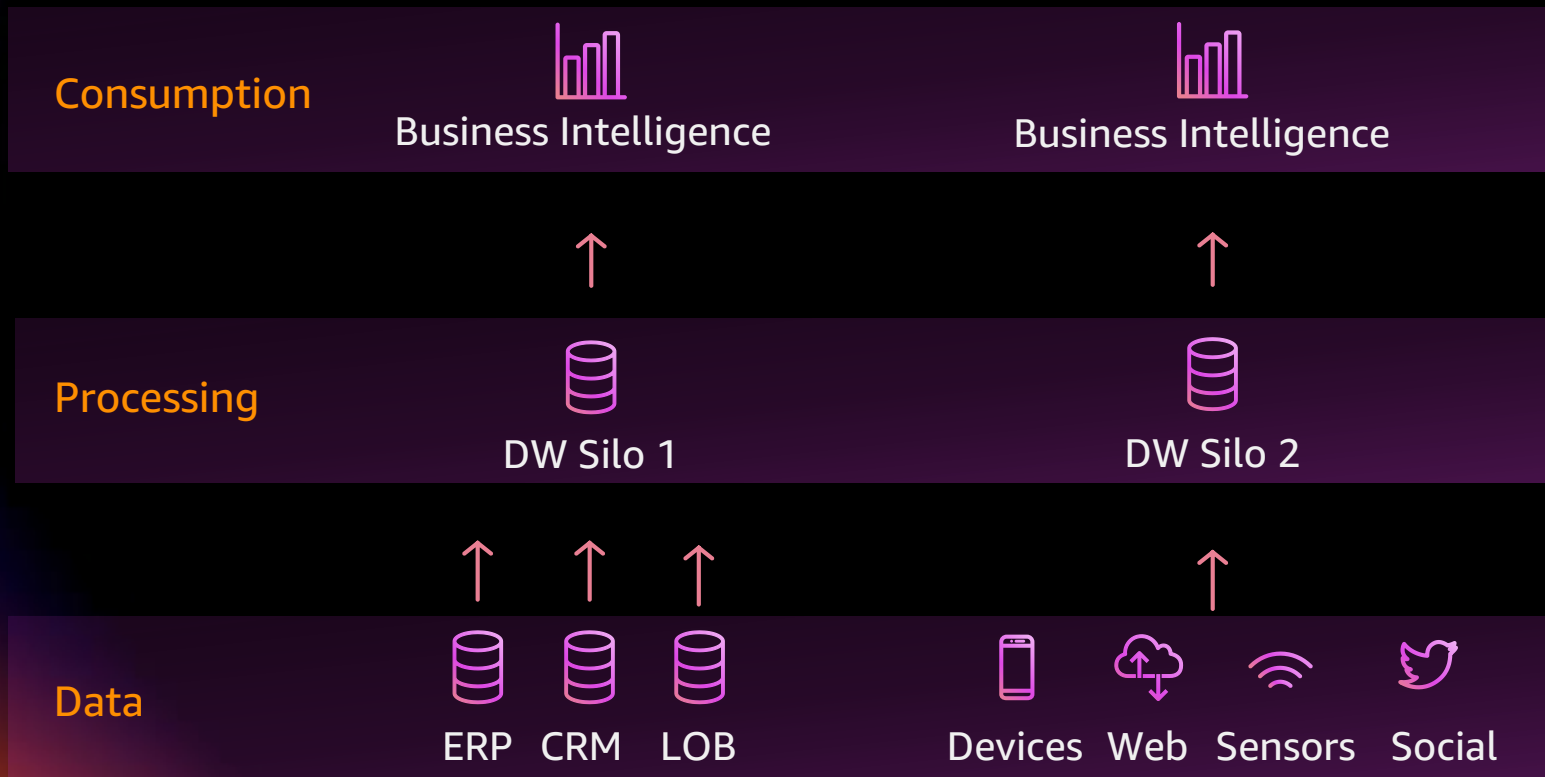 Consumption
Business Intelligence
Business Intelligence
Processing
DW Silo 1
DW Silo 2
Data
ERP
CRM
LOB
Devices
Web
Sensors
Social